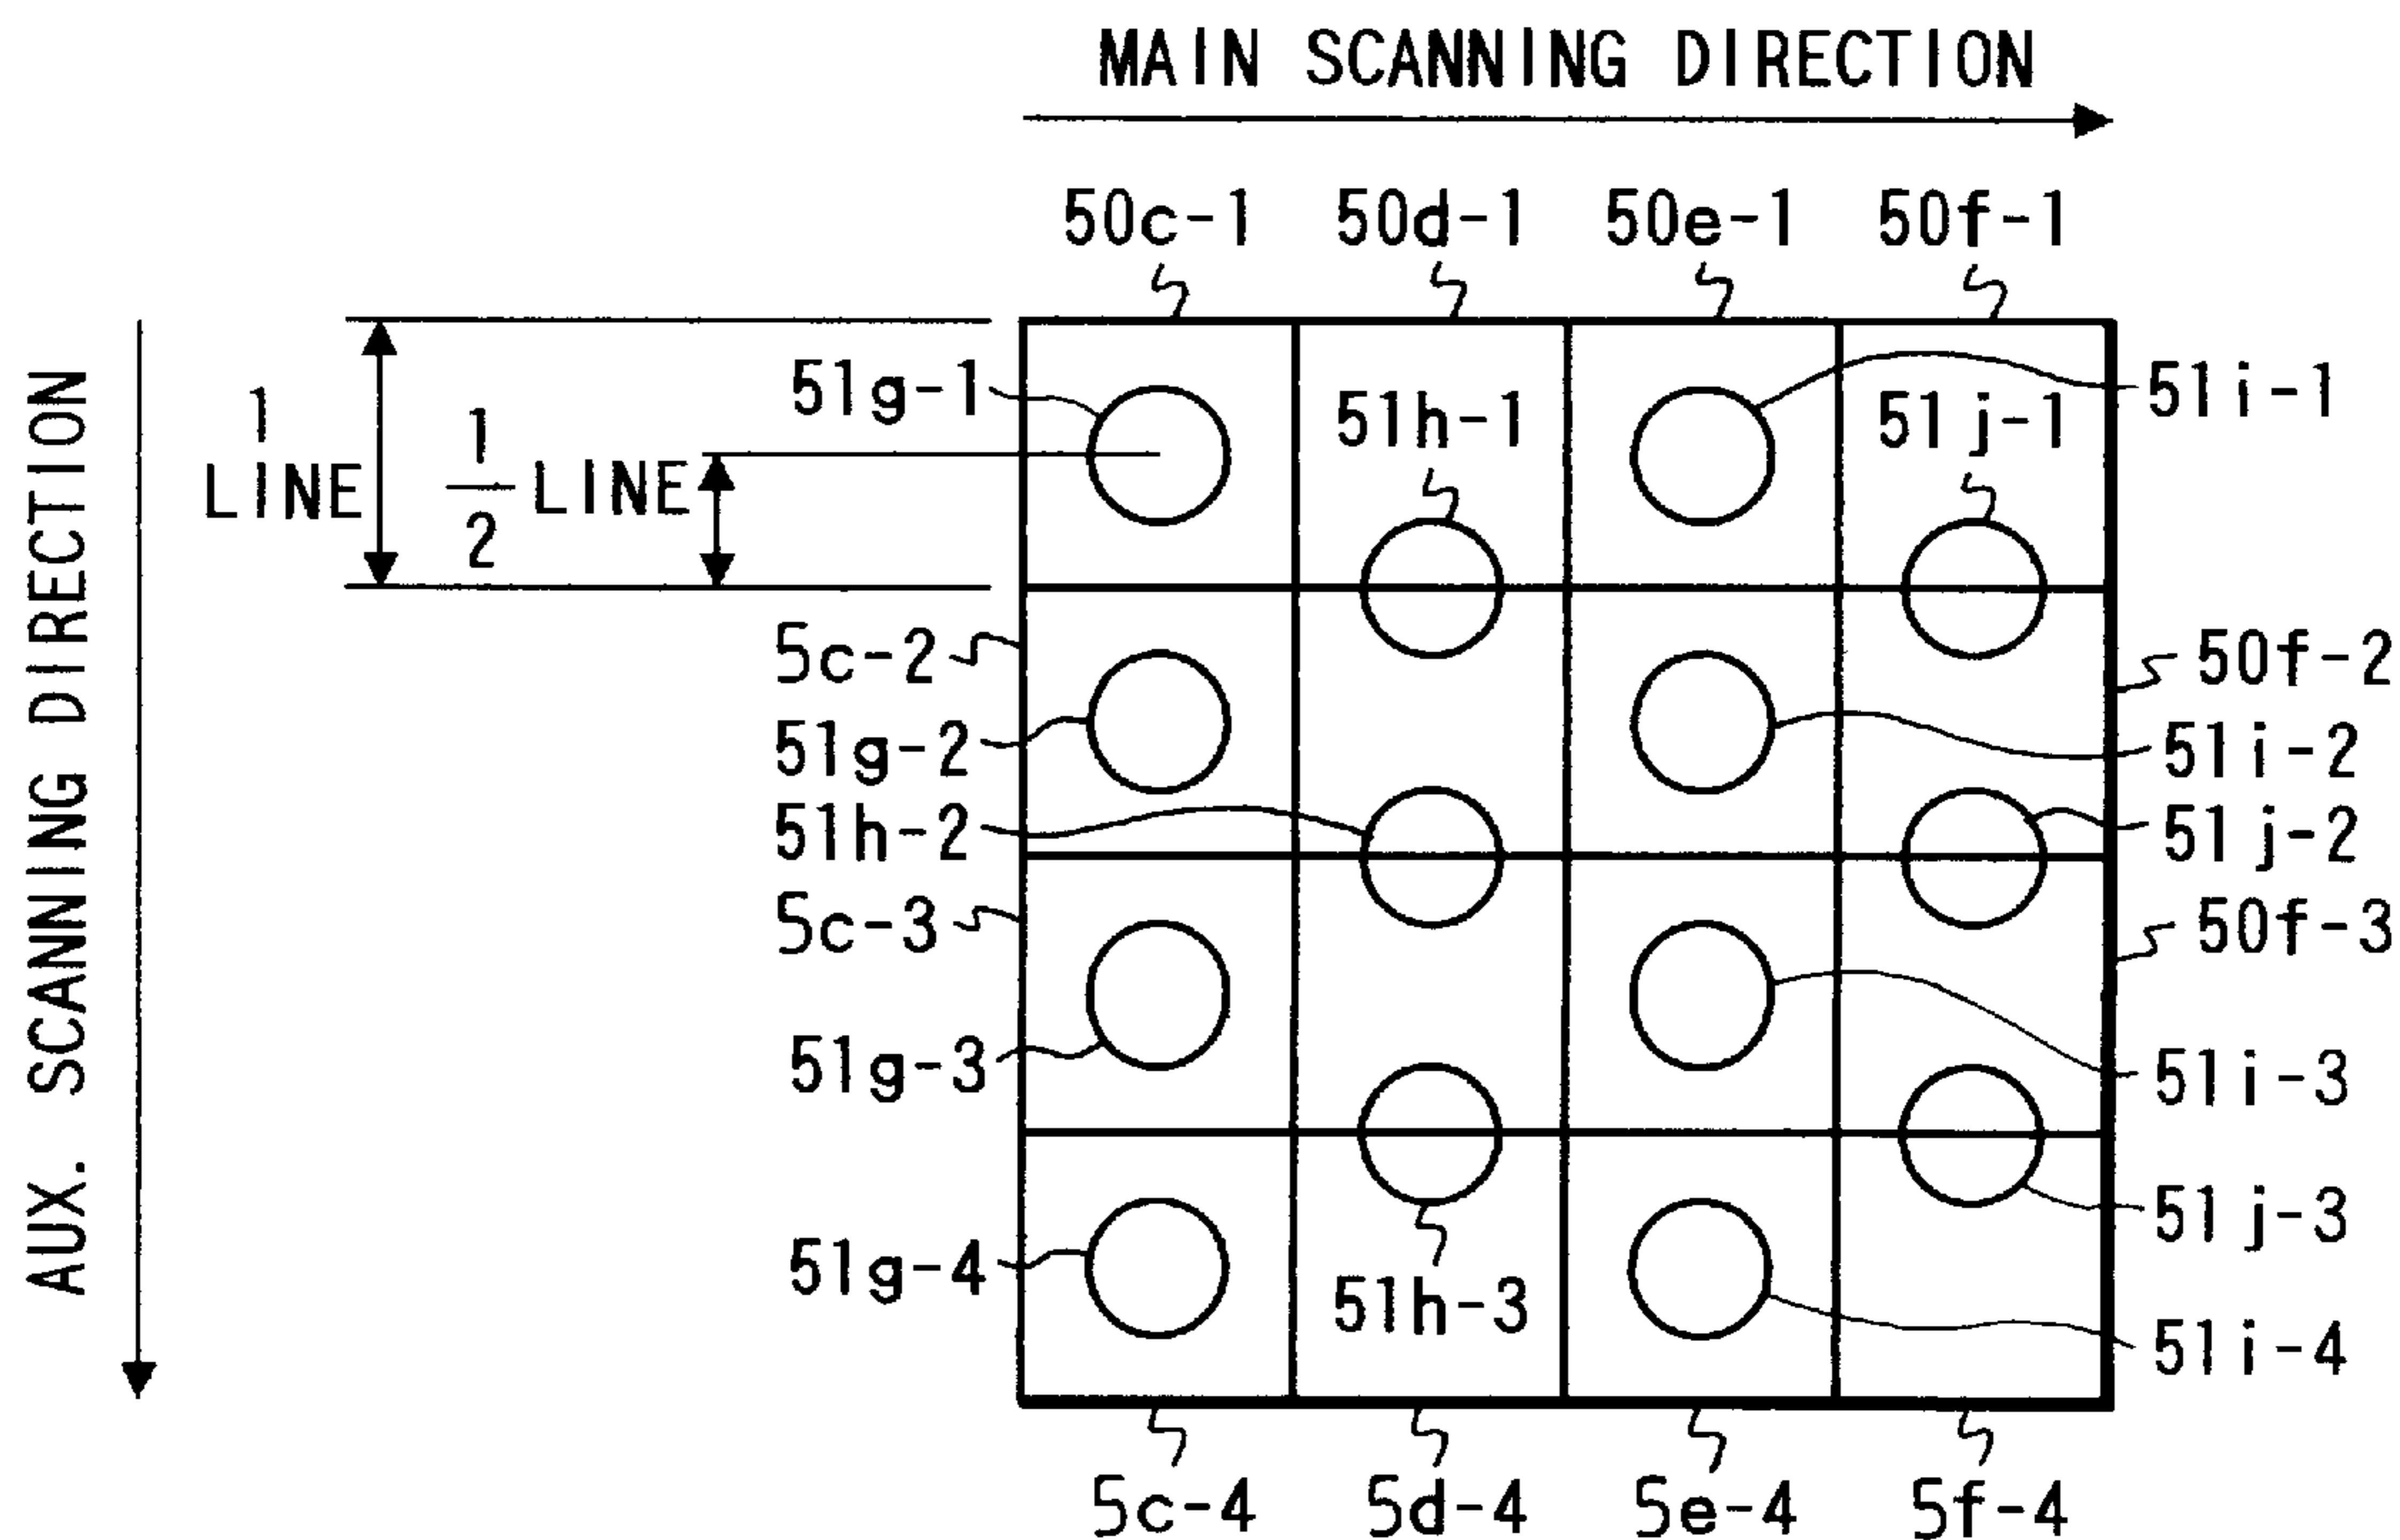 MAIN SCANNING DIRECTION
50c-1 50d-1 50e-1 50f-1
AUX. SCANNING DIRECTION
1
LINE
1
2
LINE
51g-1
51h-1
51j-1
51i-1
5c-2
50f-2
51g-2
51i-2
51h-2
51j-2
5c-3
50f-3
51g-3
51i-3
51j-3
51g-4
51h-3
51i-4
5c-4 5d-4 5e-4 5f-4